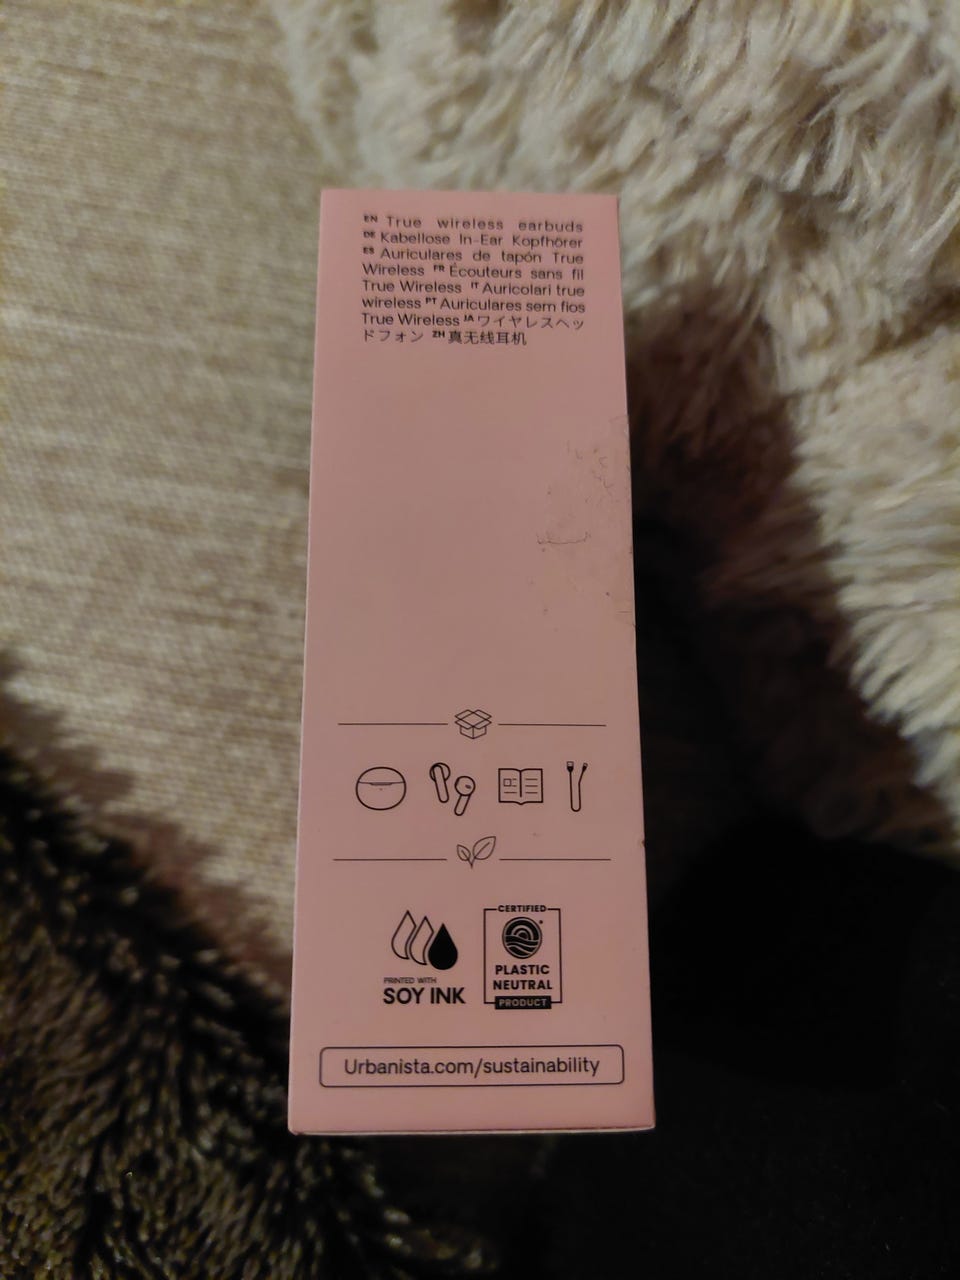 EN True wireless earbuds
DE Kabellose In-Ear Kopfhörer
ES Auriculares de tapón True
Wireless FR Écouteurs sans fil
True Wireless IT Auricolari true
wireless PT Auriculares sem fios
True Wireless JA ワイヤレスヘッ
ドフォン ZH 真无线耳机
PRINTED WITH
SOY INK
CERTIFIED
PLASTIC
NEUTRAL
PRODUCT
Urbanista.com/sustainability